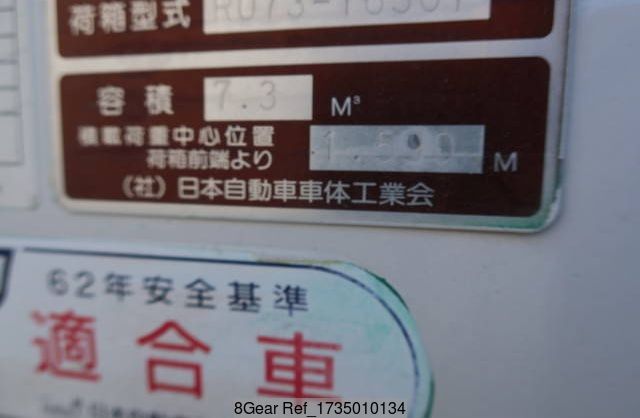 荷箱型式
容積 7.3 M³
積載荷重中心位置
荷箱前端より 1.590 M
(社)日本自動車車体工業会
62年安全基準
適合車
8Gear Ref_1735010134